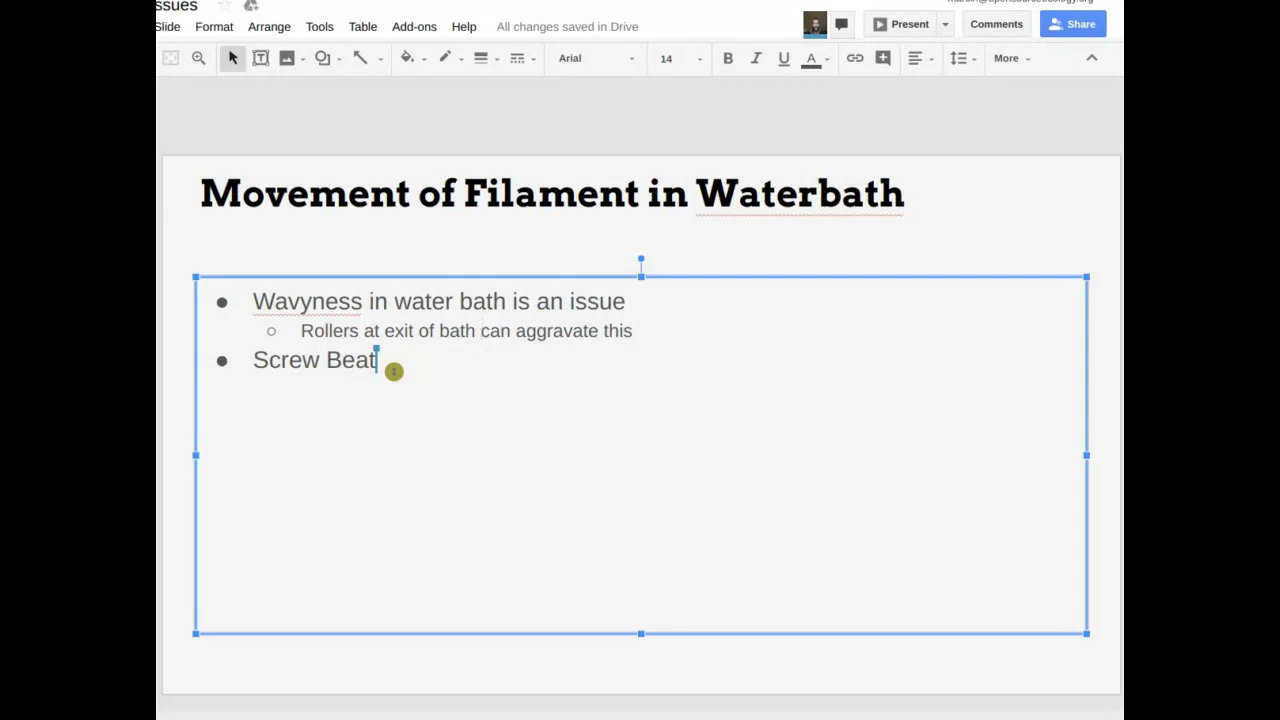 ssues
Slide Format Arrange Tools Table Add-ons Help All changes saved in Drive
Present Comments Share
Arial 14 B I U A More
Movement of Filament in Waterbath
● Wavyness in water bath is an issue
○ Rollers at exit of bath can aggravate this
● Screw Beat